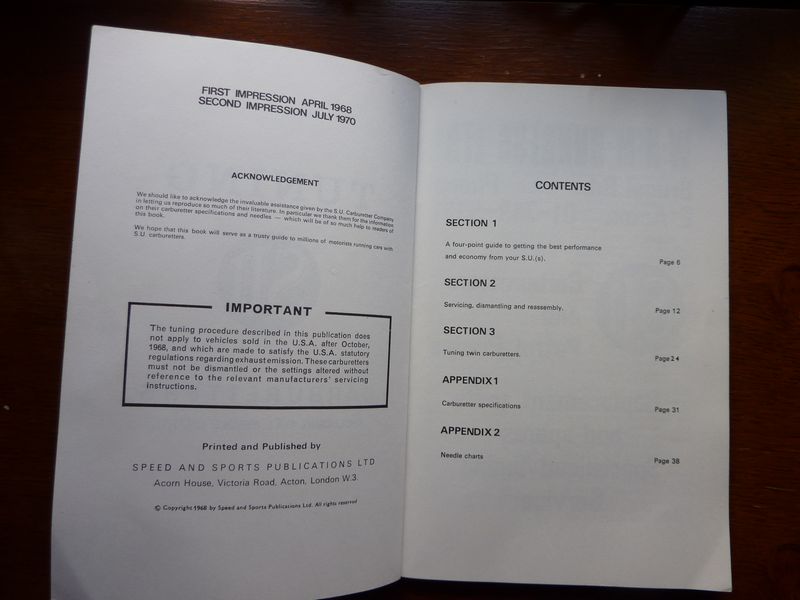 FIRST IMPRESSION APRIL 1968
SECOND IMPRESSION JULY 1970
ACKNOWLEDGEMENT
We should like to acknowledge the invaluable assistance given by the S.U. Carburetter Company
in letting us reproduce so much of their literature. In particular we thank them for the information
on their carburetter specifications and needles — which will be of so much help to readers of
this book.
We hope that this book will serve as a trusty guide to millions of motorists running cars with
S.U. carburetters.
IMPORTANT
The tuning procedure described in this publication does
not apply to vehicles sold in the U.S.A. after October,
1968, and which are made to satisfy the U.S.A. statutory
regulations regarding exhaust emission. These carburetters
must not be dismantled or the settings altered without
reference to the relevant manufacturers' servicing
instructions.
Printed and Published by
SPEED AND SPORTS PUBLICATIONS LTD
Acorn House, Victoria Road, Acton, London W.3.
© Copyright 1968 by Speed and Sports Publications Ltd. All rights reserved
CONTENTS
SECTION 1
A four-point guide to getting the best performance
and economy from your S.U.(s). Page 6
SECTION 2
Servicing, dismantling and reassembly. Page 12
SECTION 3
Tuning twin carburetters. Page 24
APPENDIX 1
Carburetter specifications Page 31
APPENDIX 2
Needle charts Page 38